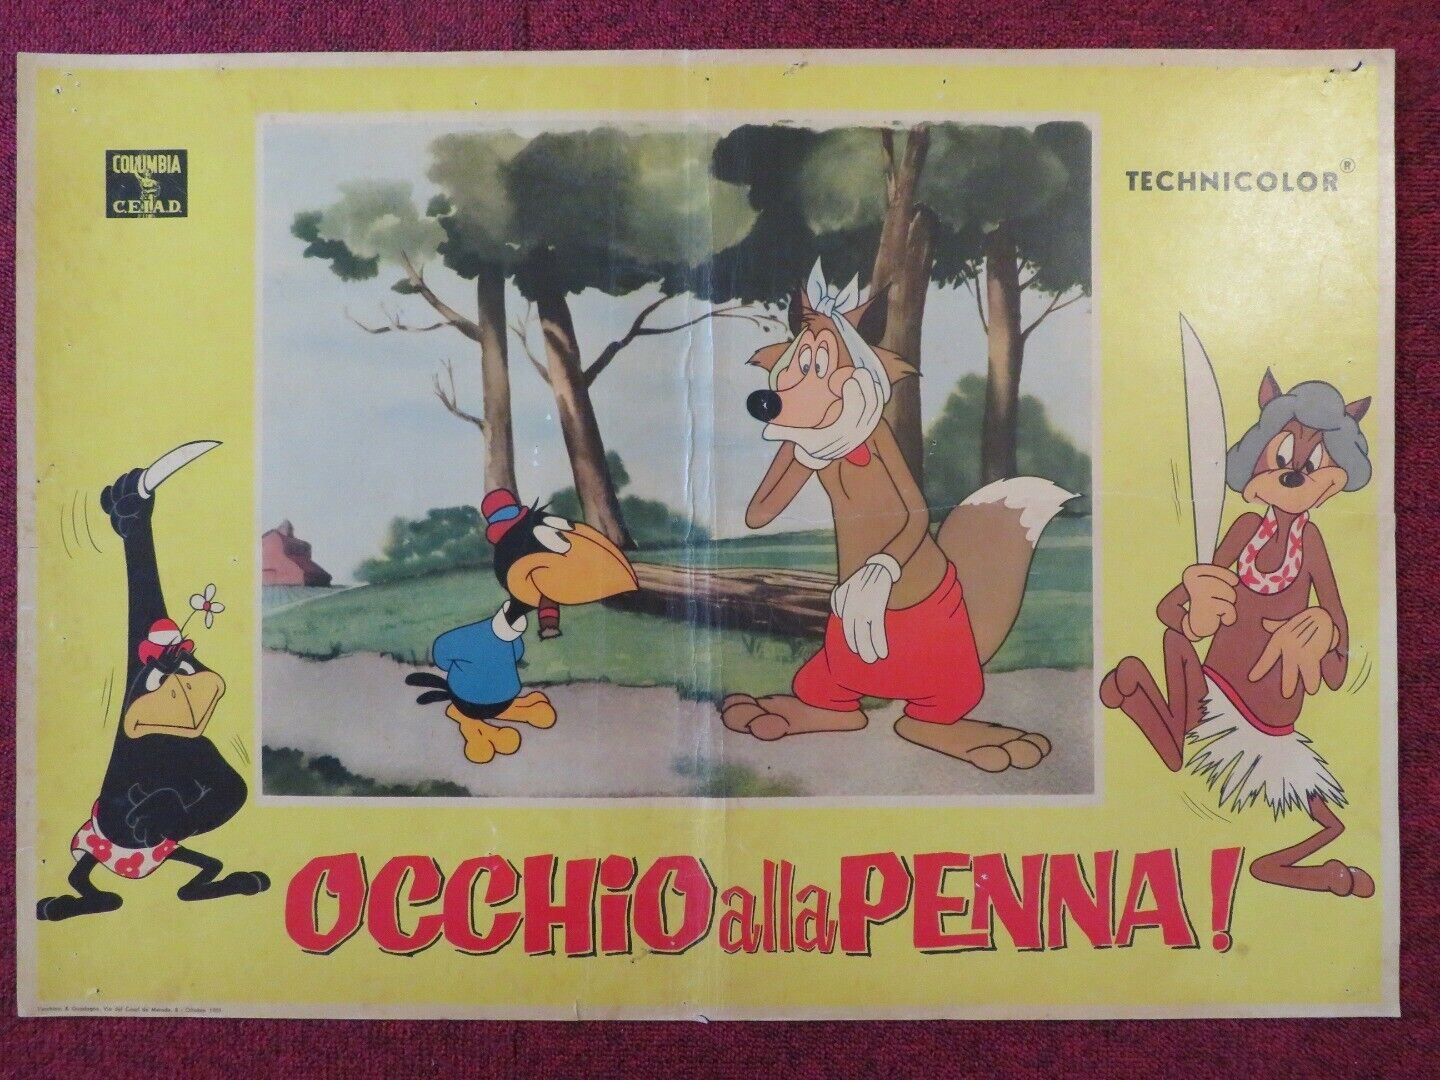 COLUMBIA
C.E.I.A.D.
TECHNICOLOR®
OCCHiO alla PENNA!